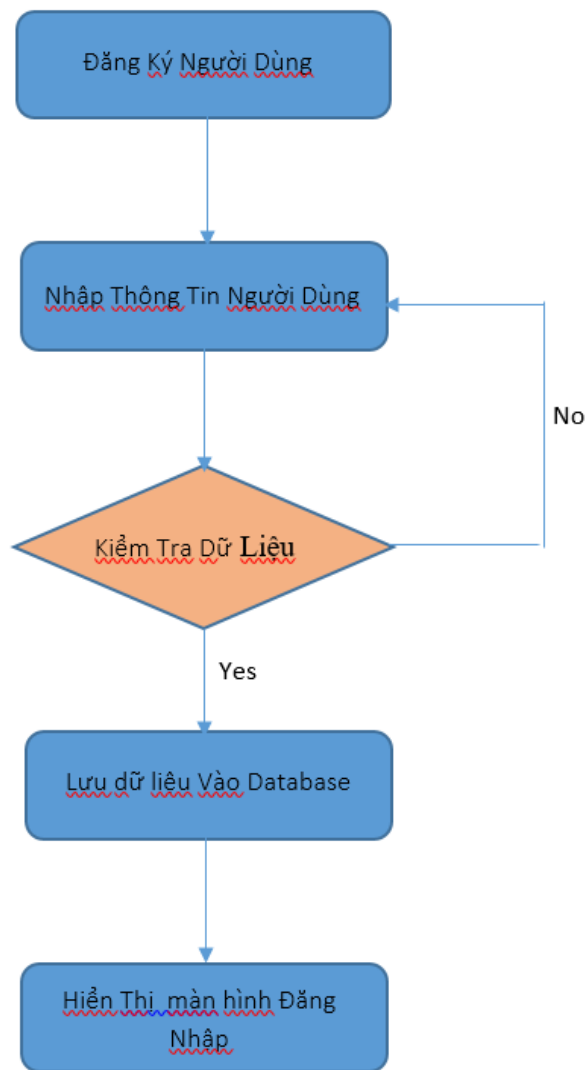 Đăng Ký Người Dùng
Nhập Thông Tin Người Dùng
No
Kiểm Tra Dữ Liệu
Yes
Lưu dữ liệu Vào Database
Hiển Thị màn hình Đăng
Nhập